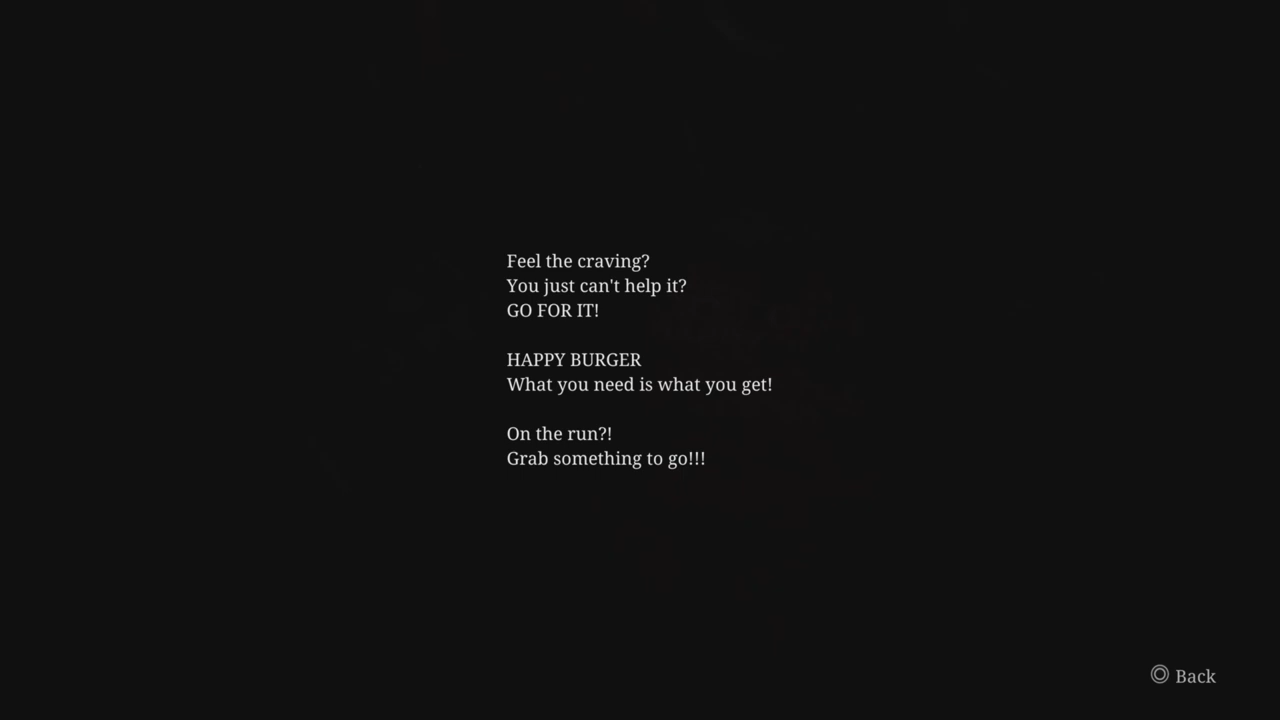 Feel the craving?
You just can't help it?
GO FOR IT!
HAPPY BURGER
What you need is what you get!
On the run?!
Grab something to go!!!
Back